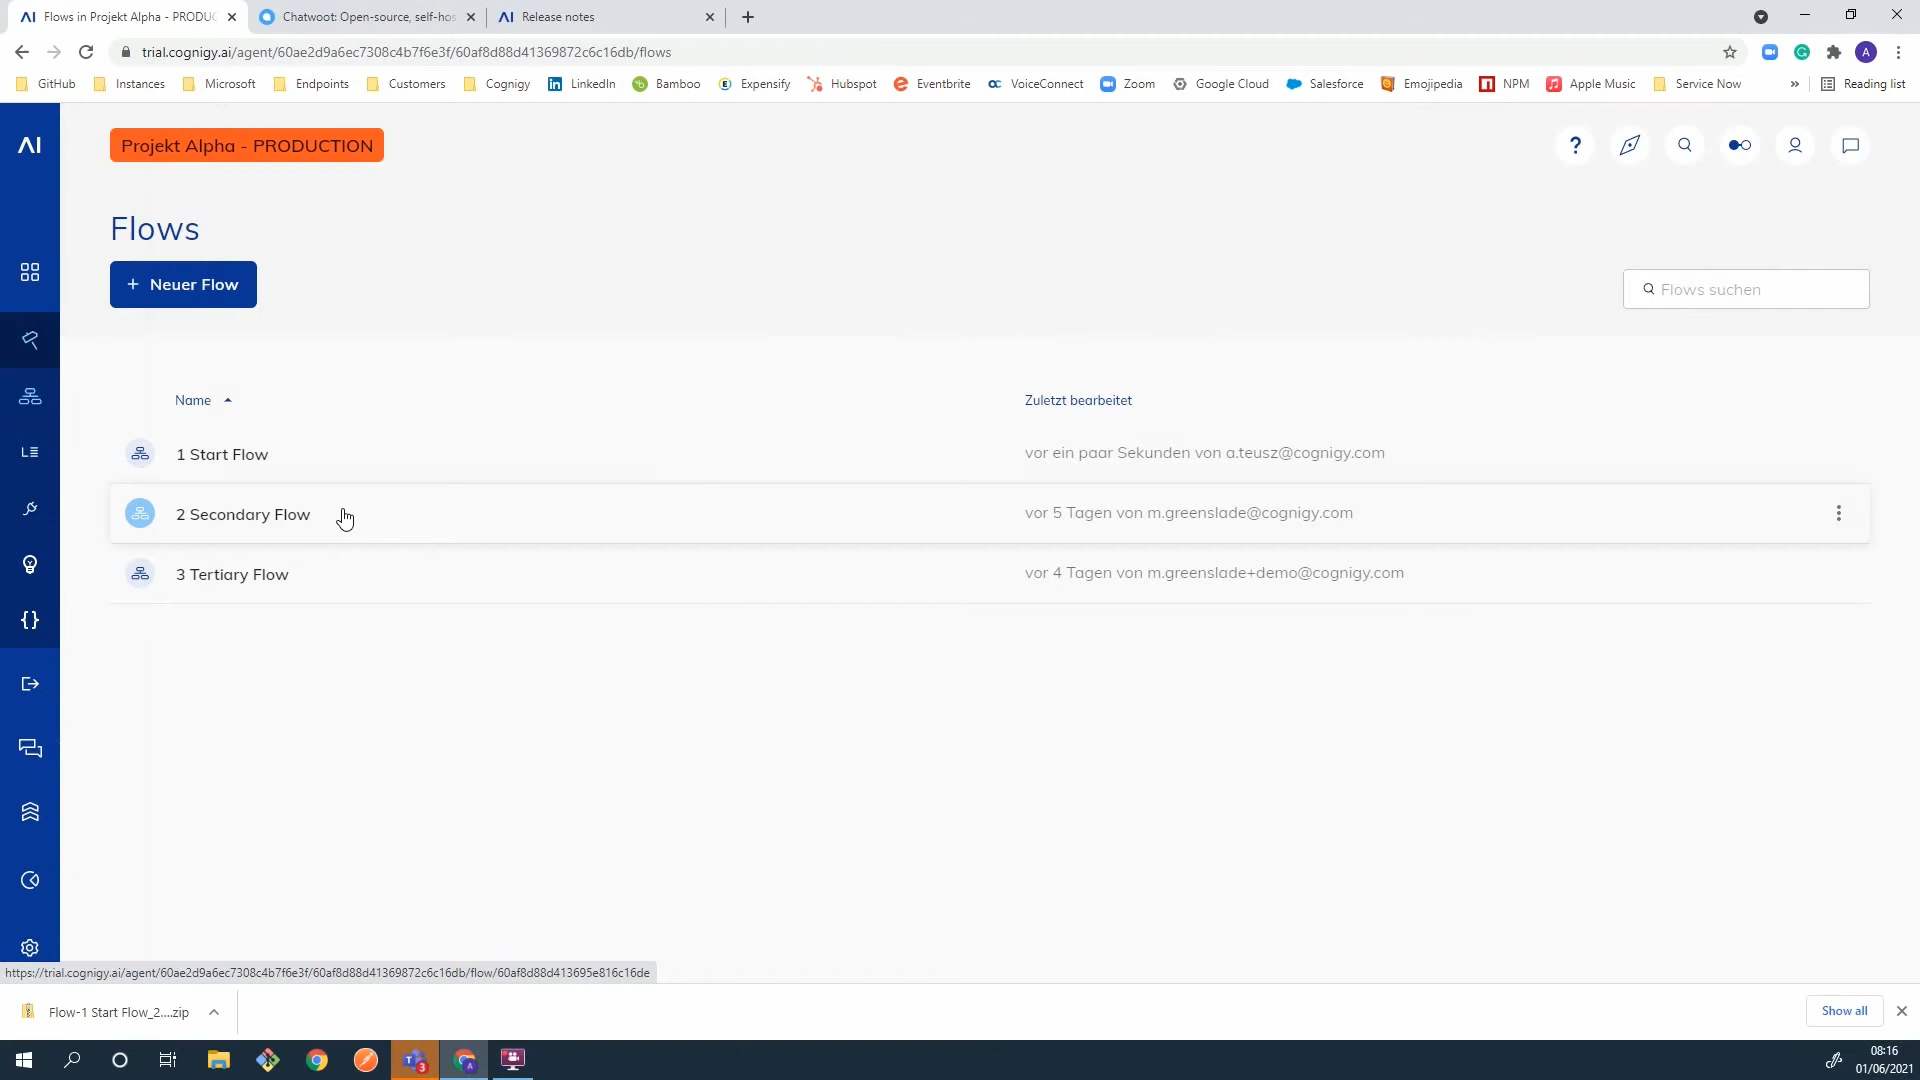 Flows in Projekt Alpha - PRODUC
Chatwoot: Open-source, self-hos
Release notes
trial.cognigy.ai/agent/60ae2d9a6ec7308c4b7f6e3f/60af8d88d41369872c6c16db/flows
A
GitHub
Instances
Microsoft
Endpoints
Customers
Cognigy
LinkedIn
Bamboo
Expensify
Hubspot
Eventbrite
VoiceConnect
Zoom
Google Cloud
Salesforce
Emojipedia
NPM
Apple Music
Service Now
»
Reading list
AI
Projekt Alpha - PRODUCTION
?
Flows
+ Neuer Flow
Flows suchen
Name
Zuletzt bearbeitet
1 Start Flow
vor ein paar Sekunden von a.teusz@cognigy.com
2 Secondary Flow
vor 5 Tagen von m.greenslade@cognigy.com
3 Tertiary Flow
vor 4 Tagen von m.greenslade+demo@cognigy.com
https://trial.cognigy.ai/agent/60ae2d9a6ec7308c4b7f6e3f/60af8d88d41369872c6c16db/flow/60af8d88d413695e816c16de
Flow-1 Start Flow_2....zip
Show all
08:16
01/06/2021